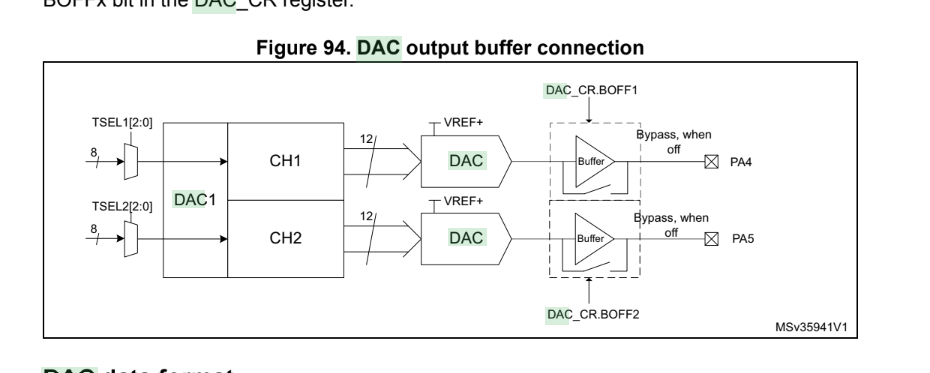 BOFFx bit in the DAC_CR register.
Figure 94. DAC output buffer connection
DAC_CR.BOFF1
TSEL1[2:0]
8
12
VREF+
CH1
DAC
Buffer
Bypass, when
off
PA4
DAC1
TSEL2[2:0]
8
12
VREF+
CH2
DAC
Buffer
Bypass, when
off
PA5
DAC_CR.BOFF2
MSv35941V1
DAC data format